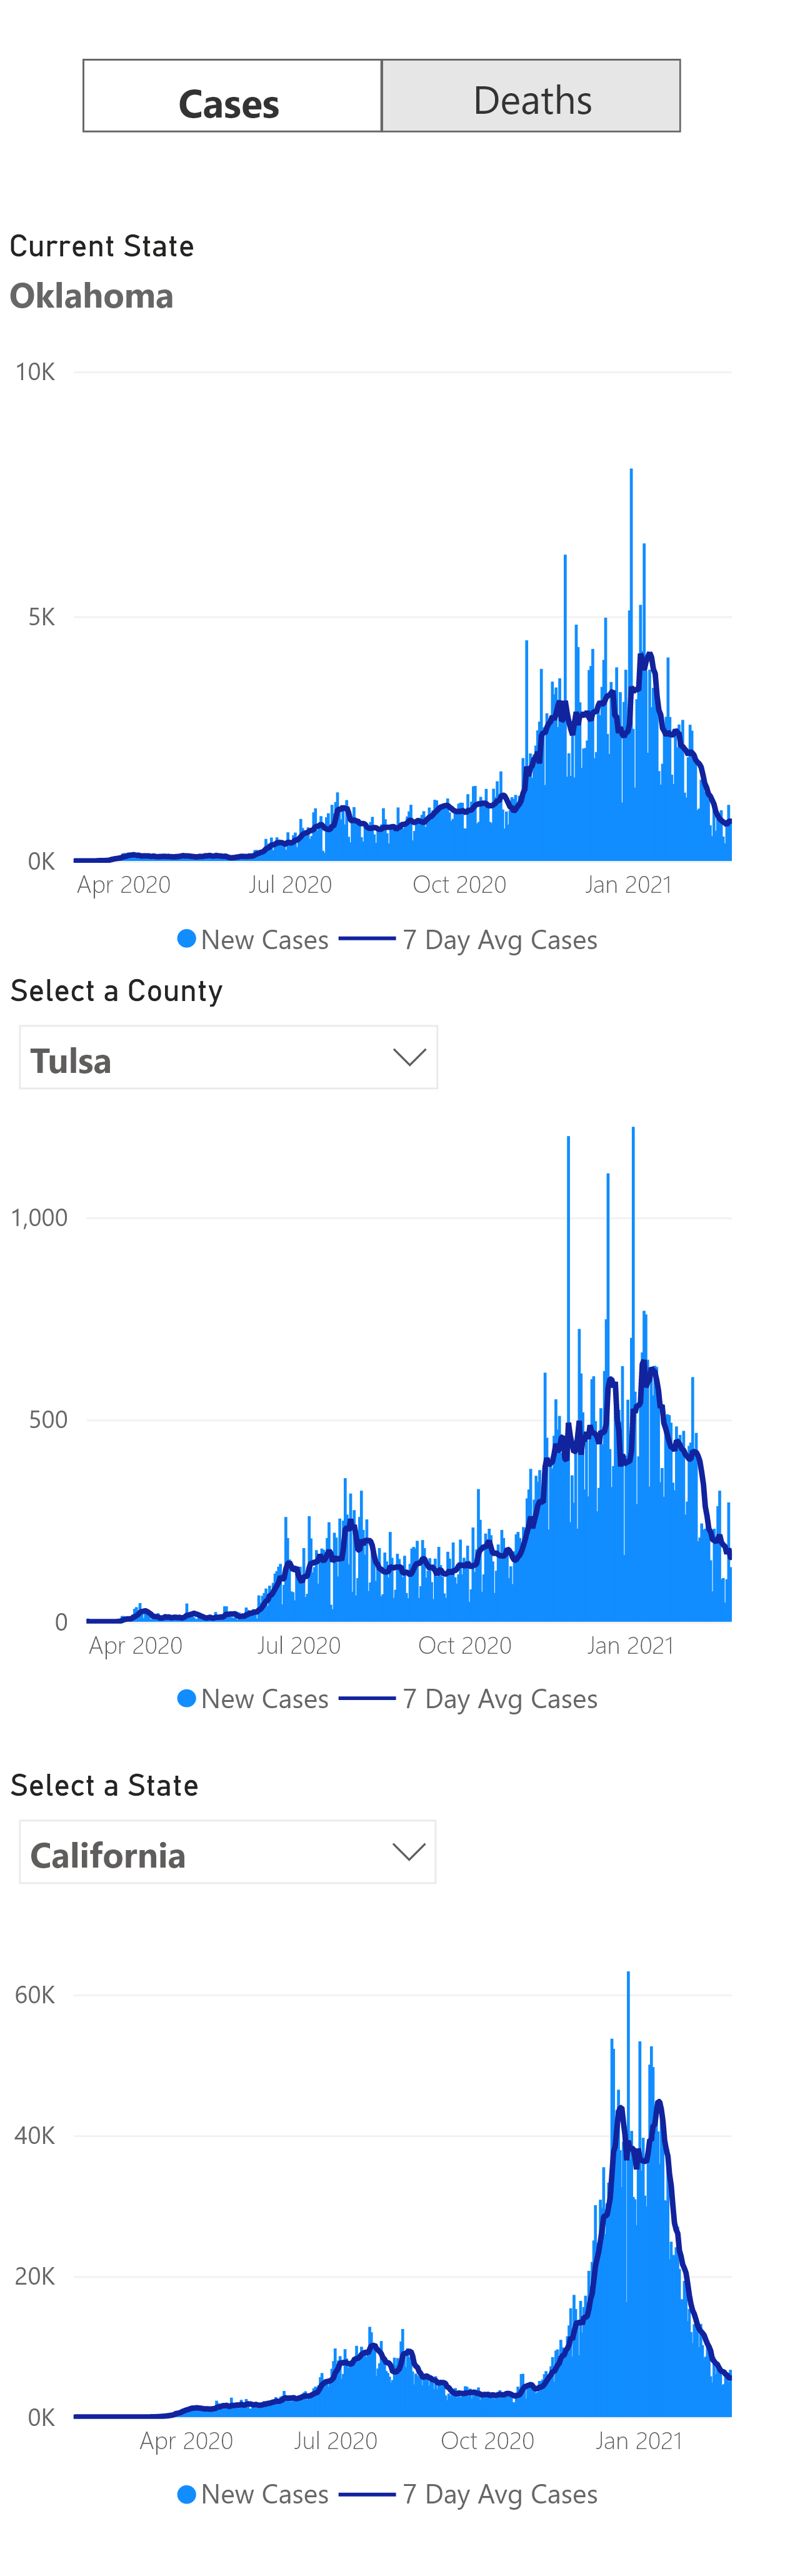 Cases Deaths
Current State
Oklahoma
10K
5K
0K
Apr 2020 Jul 2020 Oct 2020 Jan 2021
New Cases 7 Day Avg Cases
Select a County
Tulsa
1,000
500
0
Apr 2020 Jul 2020 Oct 2020 Jan 2021
New Cases 7 Day Avg Cases
Select a State
California
60K
40K
20K
0K
Apr 2020 Jul 2020 Oct 2020 Jan 2021
New Cases 7 Day Avg Cases